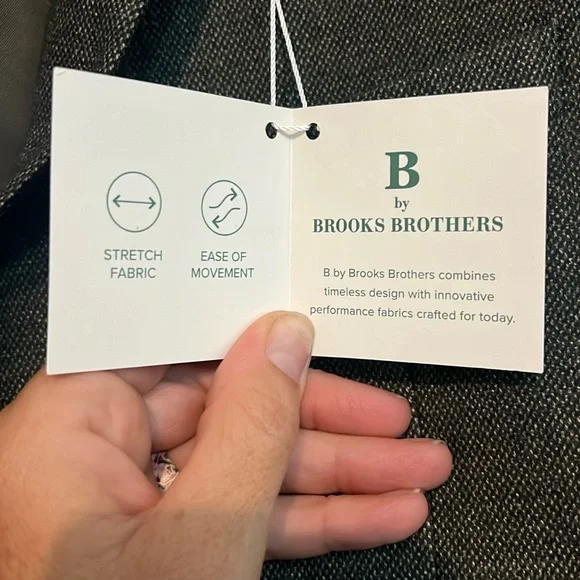 STRETCH
FABRIC
EASE OF
MOVEMENT
B
by
BROOKS BROTHERS
B by Brooks Brothers combines
timeless design with innovative
performance fabrics crafted for today.